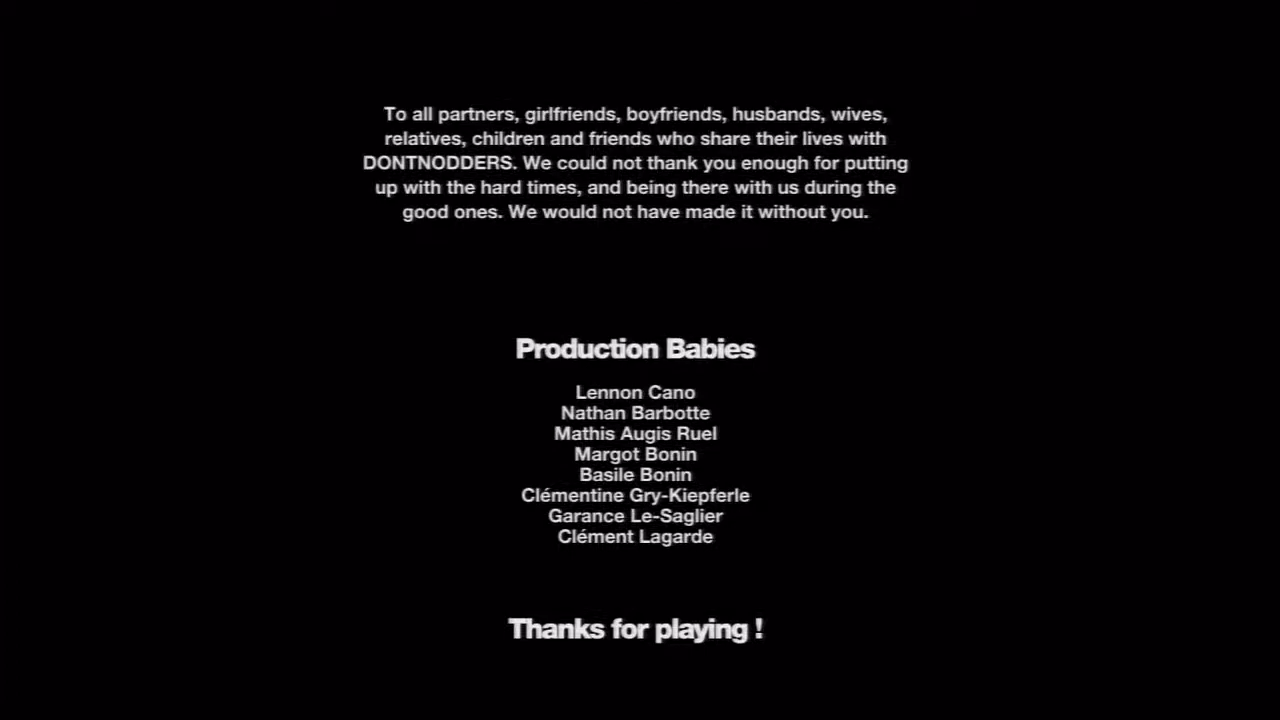 To all partners, girlfriends, boyfriends, husbands, wives,
relatives, children and friends who share their lives with
DONTNODDERS. We could not thank you enough for putting
up with the hard times, and being there with us during the
good ones. We would not have made it without you.
Production Babies
Lennon Cano
Nathan Barbotte
Mathis Augis Ruel
Margot Bonin
Basile Bonin
Clémentine Gry-Kiepferle
Garance Le-Saglier
Clément Lagarde
Thanks for playing !